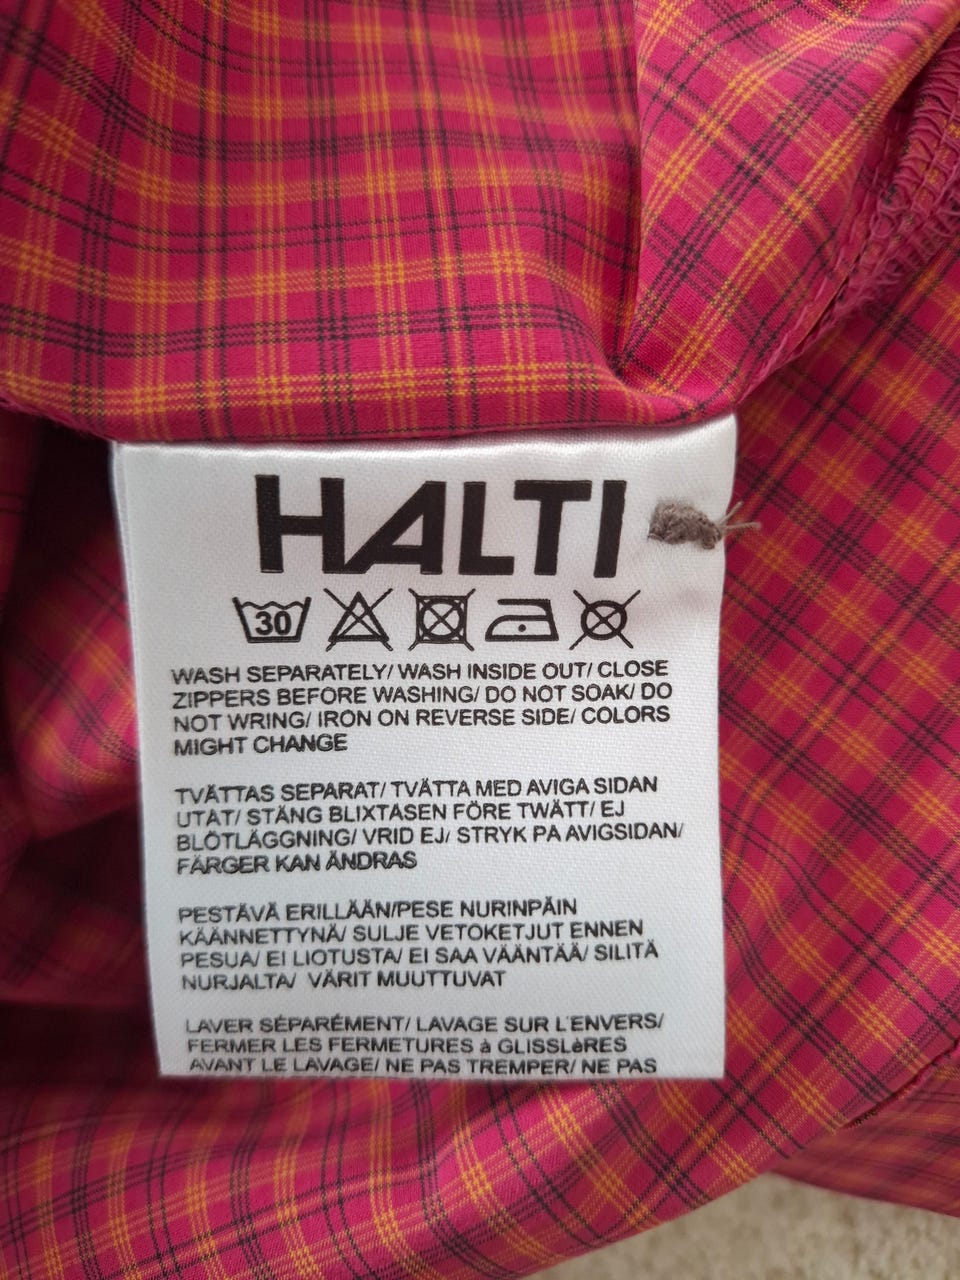 HALTI
30
WASH SEPARATELY/ WASH INSIDE OUT/ CLOSE
ZIPPERS BEFORE WASHING/ DO NOT SOAK/ DO
NOT WRING/ IRON ON REVERSE SIDE/ COLORS
MIGHT CHANGE
TVÄTTAS SEPARAT/ TVÄTTA MED AVIGA SIDAN
UTÅT/ STÄNG BLIXTASEN FÖRE TWÄTT/ EJ
BLÖTLÄGGNING/ VRID EJ/ STRYK PA AVIGSIDAN/
FÄRGER KAN ÄNDRAS
PESTÄVÄ ERILLÄÄN/PESE NURINPÄIN
KÄÄNNETTYNÄ/ SULJE VETOKETJUT ENNEN
PESUA/ EI LIOTUSTA/ EI SAA VÄÄNTÄÄ/ SILITÄ
NURJALTA/ VÄRIT MUUTTUVAT
LAVER SÉPARÉMENT/ LAVAGE SUR L'ENVERS/
FERMER LES FERMETURES à GLISSLèRES
AVANT LE LAVAGE/ NE PAS TREMPER/ NE PAS